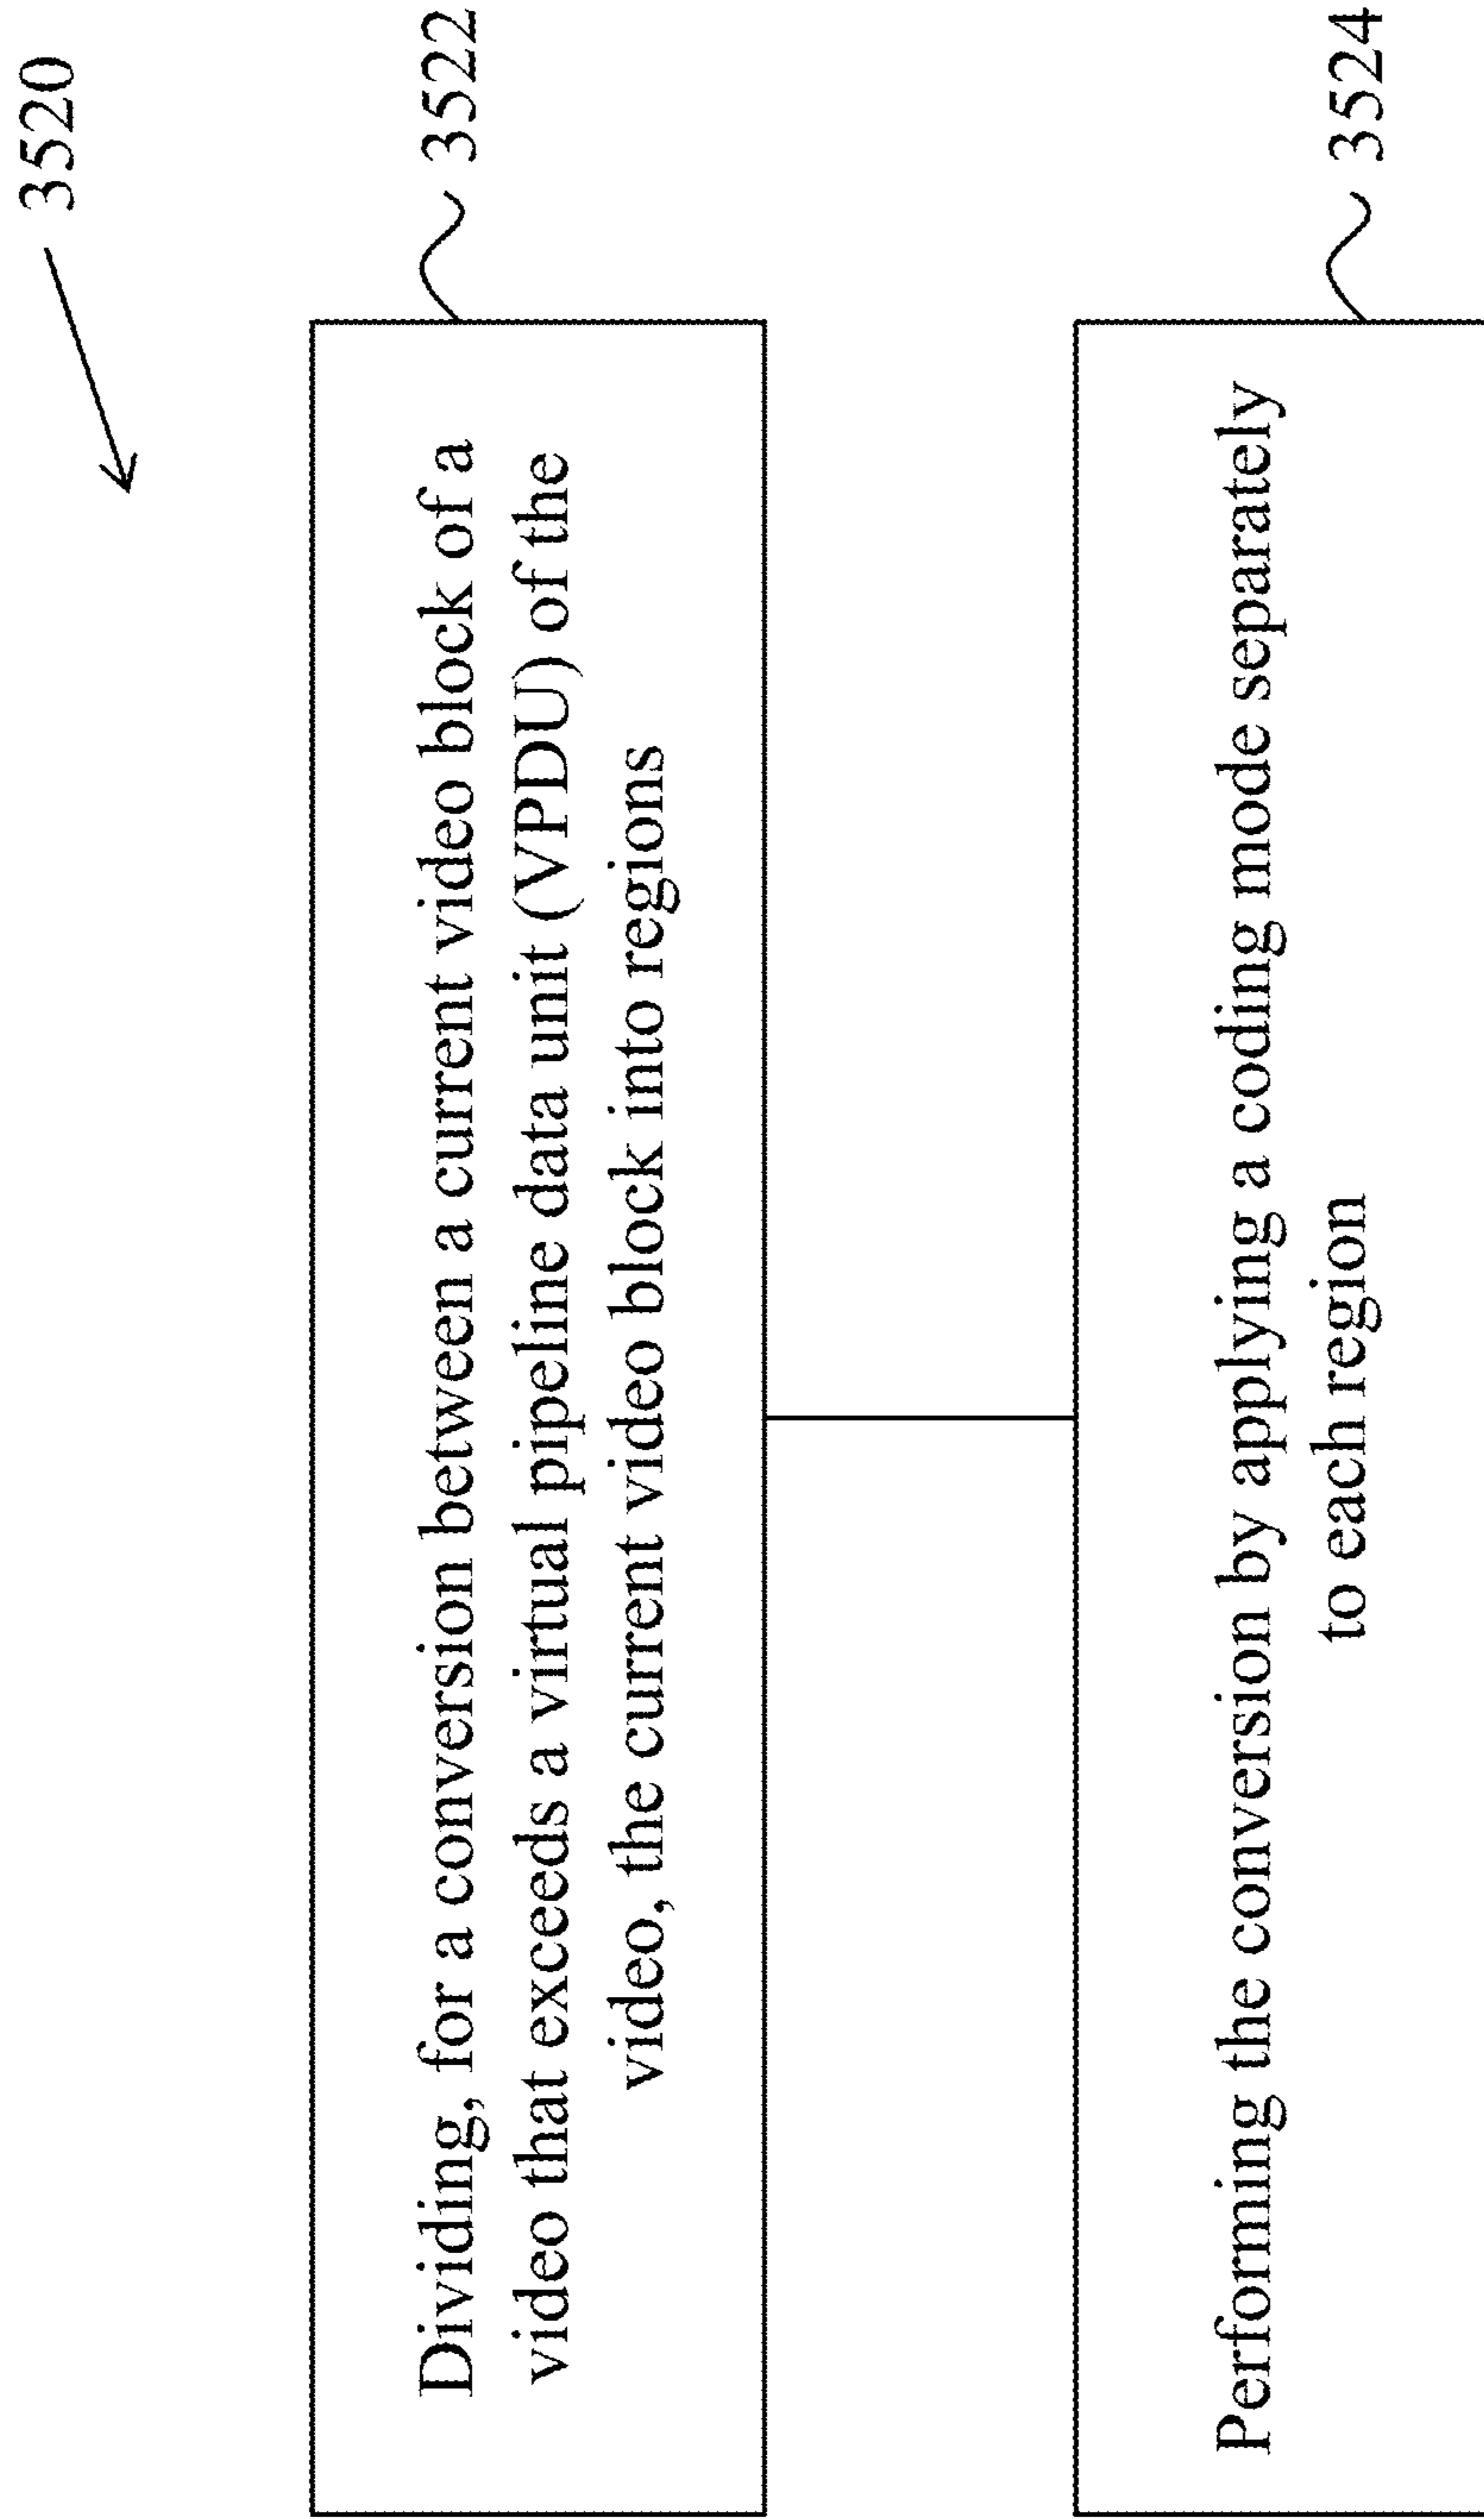 3520
3522
Dividing, for a conversion between a current video block of a
video that exceeds a virtual pipeline data unit (VPDU) of the
video, the current video block into regions
3524
Performing the conversion by applying a coding mode separately
to each region